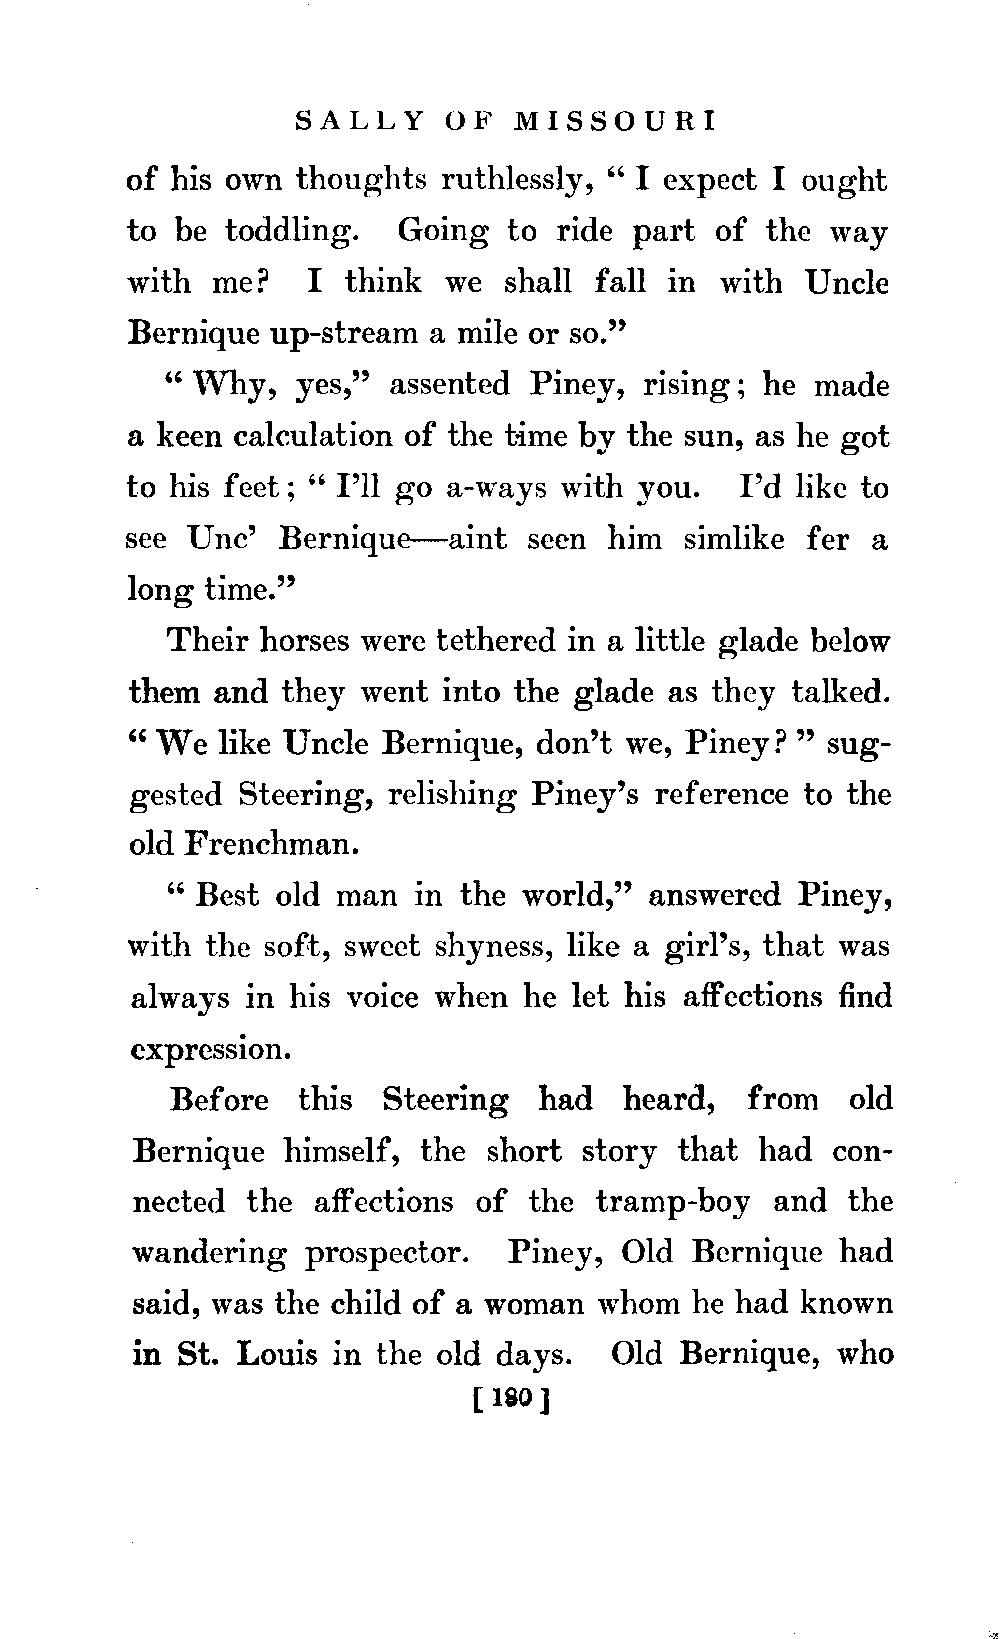 SALLY OF MISSOURI
of his own thoughts ruthlessly, “ I expect I ought
to be toddling. Going to ride part of the way
with me? I think we shall fall in with Uncle
Bernique up-stream a mile or so.”
“ Why, yes,” assented Piney, rising; he made
a keen calculation of the time by the sun, as he got
to his feet; “ I’ll go a-ways with you. I’d like to
see Unc’ Bernique—aint seen him simlike fer a
long time.”
Their horses were tethered in a little glade below
them and they went into the glade as they talked.
“ We like Uncle Bernique, don’t we, Piney? ” sug-
gested Steering, relishing Piney’s reference to the
old Frenchman.
“ Best old man in the world,” answered Piney,
with the soft, sweet shyness, like a girl’s, that was
always in his voice when he let his affections find
expression.
Before this Steering had heard, from old
Bernique himself, the short story that had con-
nected the affections of the tramp-boy and the
wandering prospector. Piney, Old Bernique had
said, was the child of a woman whom he had known
in St. Louis in the old days. Old Bernique, who
[ 180 ]